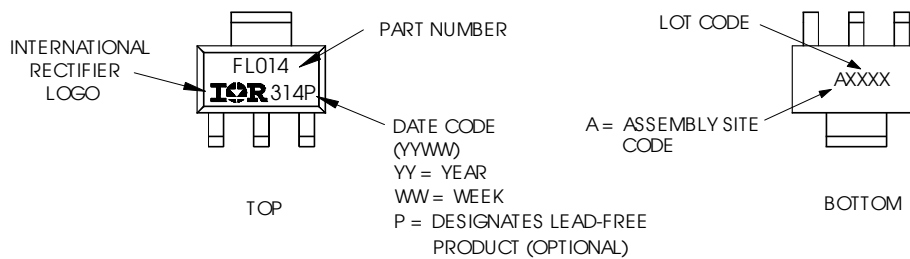 INTERNATIONAL
RECTIFIER
LOGO
FL014
IOR 314P
TOP
PART NUMBER
DATE CODE
(YYWW)
YY = YEAR
WW = WEEK
P = DESIGNATES LEAD-FREE
PRODUCT (OPTIONAL)
LOT CODE
AXXXX
A = ASSEMBLY SITE
CODE
BOTTOM